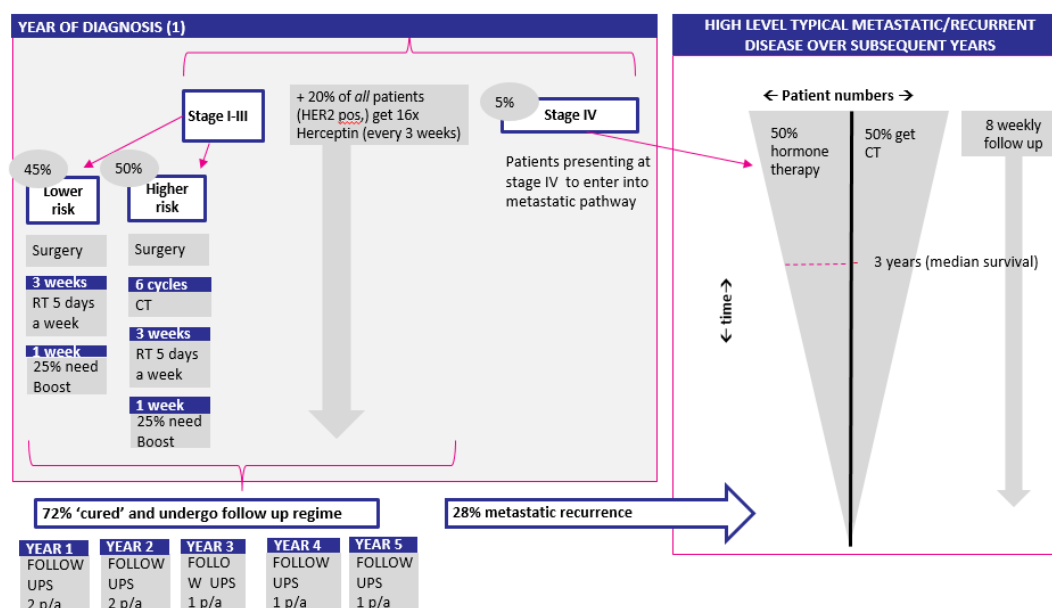 YEAR OF DIAGNOSIS (1)
Stage I-III
+ 20% of all patients
(HER2 pos,) get 16x
Herceptin (every 3 weeks)
5%
Stage IV
Patients presenting at
stage IV to enter into
metastatic pathway
45%
Lower
risk
50%
Higher
risk
Surgery
3 weeks
RT 5 days
a week
1 week
25% need
Boost
Surgery
6 cycles
CT
3 weeks
RT 5 days
a week
1 week
25% need
Boost
72% ‘cured’ and undergo follow up regime
28% metastatic recurrence
YEAR 1
FOLLOW
UPS
2 p/a
YEAR 2
FOLLOW
UPS
2 p/a
YEAR 3
FOLLO
W UPS
1 p/a
YEAR 4
FOLLOW
UPS
1 p/a
YEAR 5
FOLLOW
UPS
1 p/a
HIGH LEVEL TYPICAL METASTATIC/RECURRENT
DISEASE OVER SUBSEQUENT YEARS
← Patient numbers →
50%
hormone
therapy
50% get
CT
8 weekly
follow up
3 years (median survival)
← time→